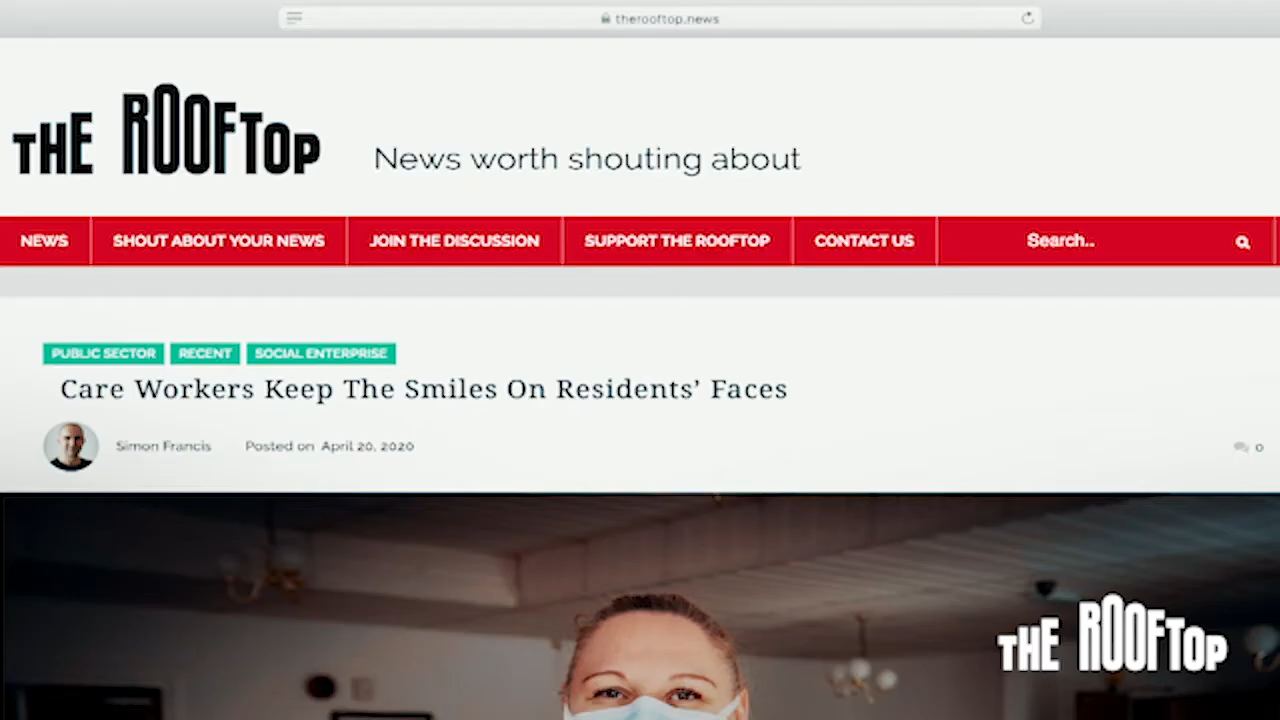 therooftop.news
THE ROOFTOP
News worth shouting about
NEWS SHOUT ABOUT YOUR NEWS JOIN THE DISCUSSION SUPPORT THE ROOFTOP CONTACT US Search..
PUBLIC SECTOR RECENT SOCIAL ENTERPRISE
Care Workers Keep The Smiles On Residents’ Faces
Simon Francis Posted on April 20, 2020 0
THE ROOFTOP